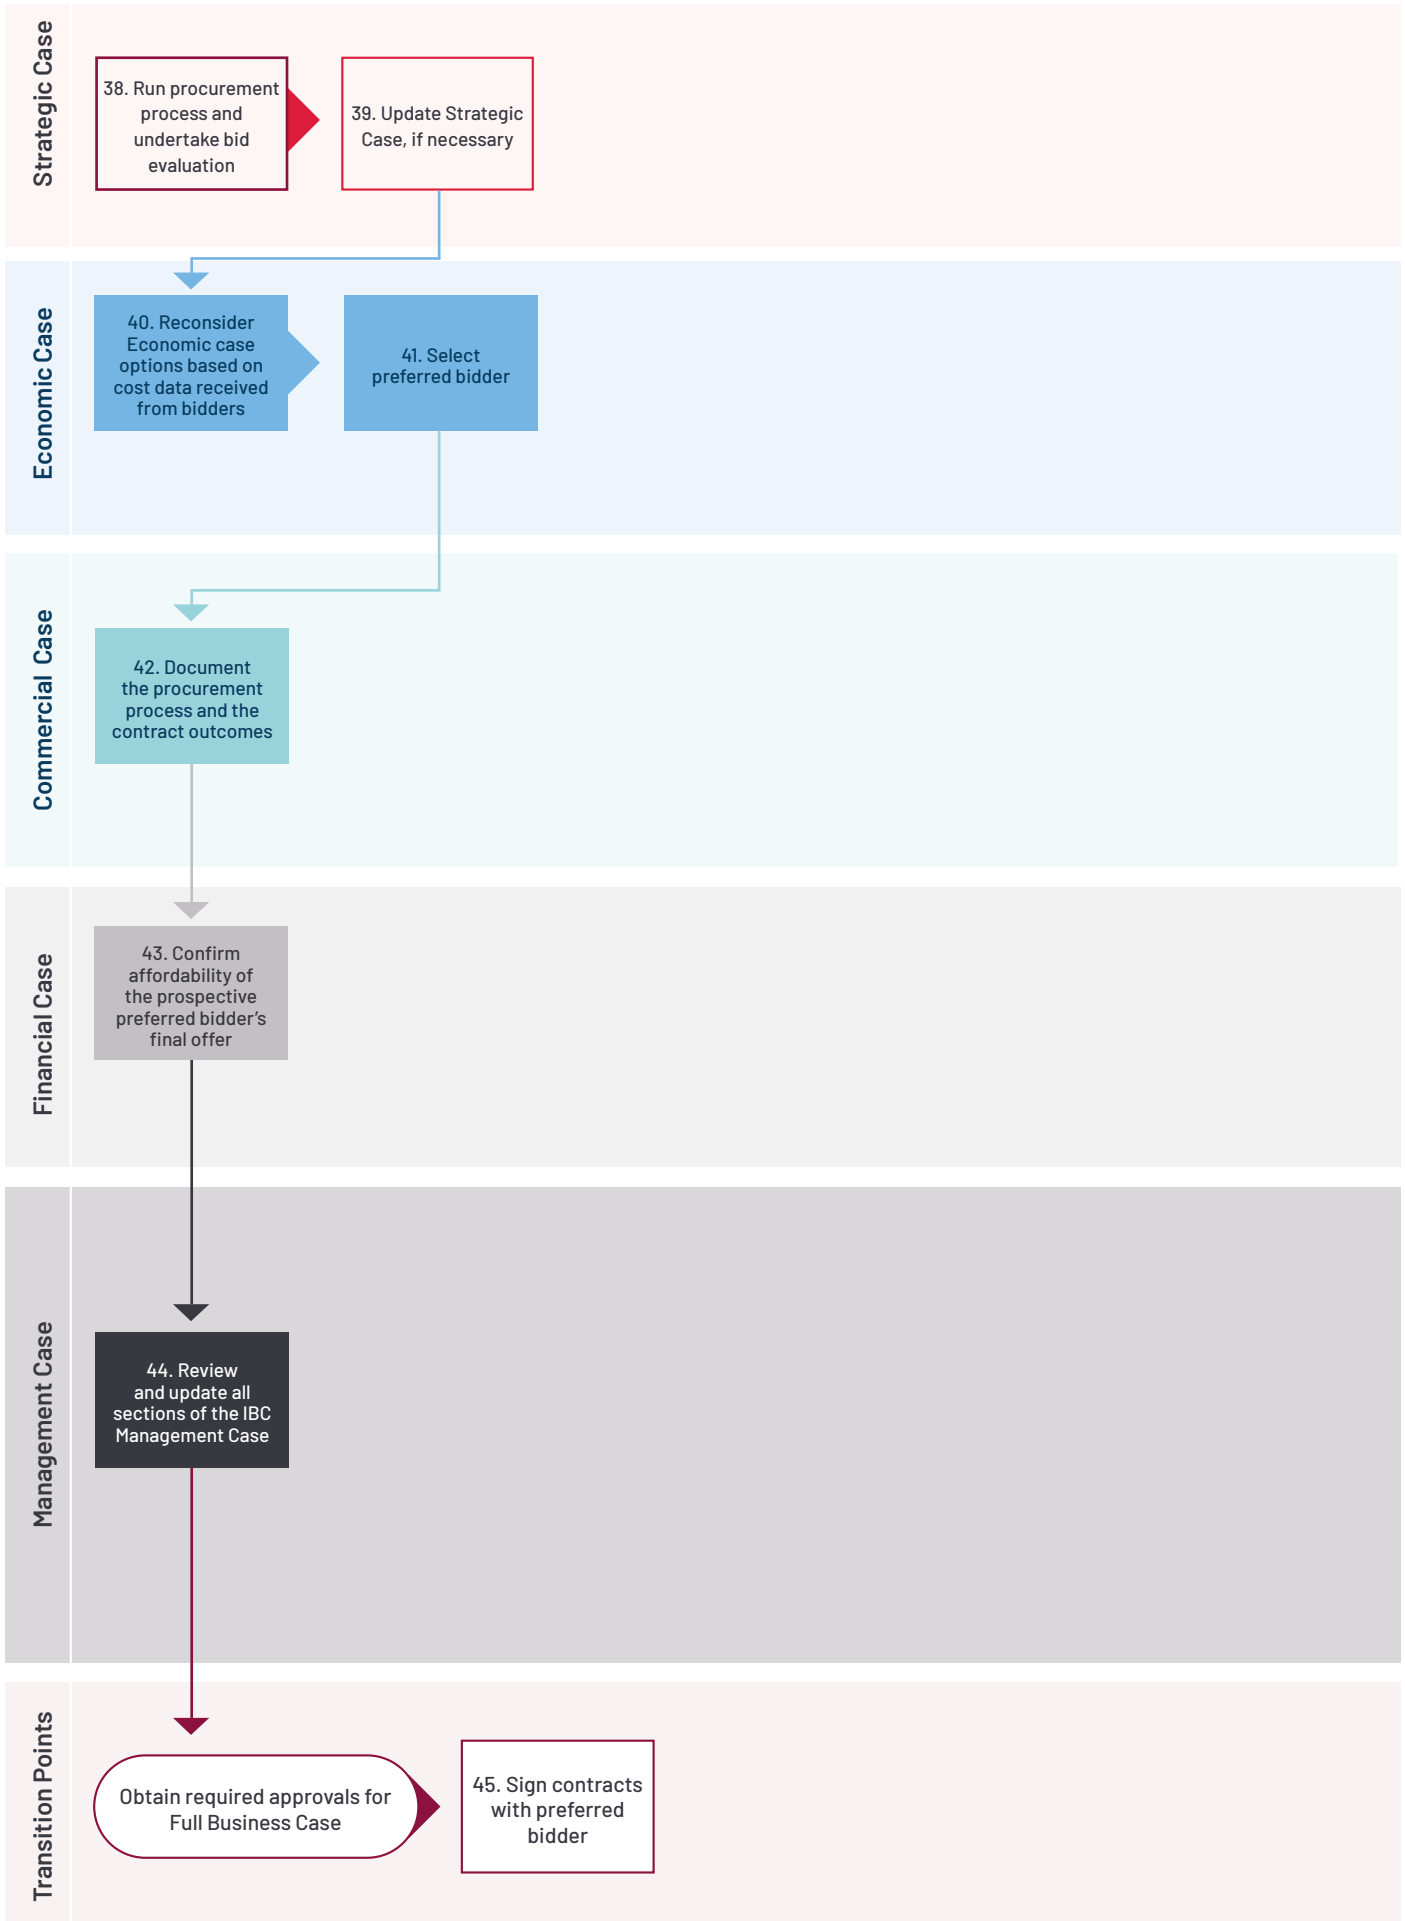 Strategic Case
38. Run procurement
process and
undertake bid
evaluation
39. Update Strategic
Case, if necessary
Economic Case
40. Reconsider
Economic case
options based on
cost data received
from bidders
41. Select
preferred bidder
Commercial Case
42. Document
the procurement
process and the
contract outcomes
Financial Case
43. Confirm
affordability of
the prospective
preferred bidder's
final offer
Management Case
44. Review
and update all
sections of the IBC
Management Case
Transition Points
Obtain required approvals for
Full Business Case
45. Sign contracts
with preferred
bidder